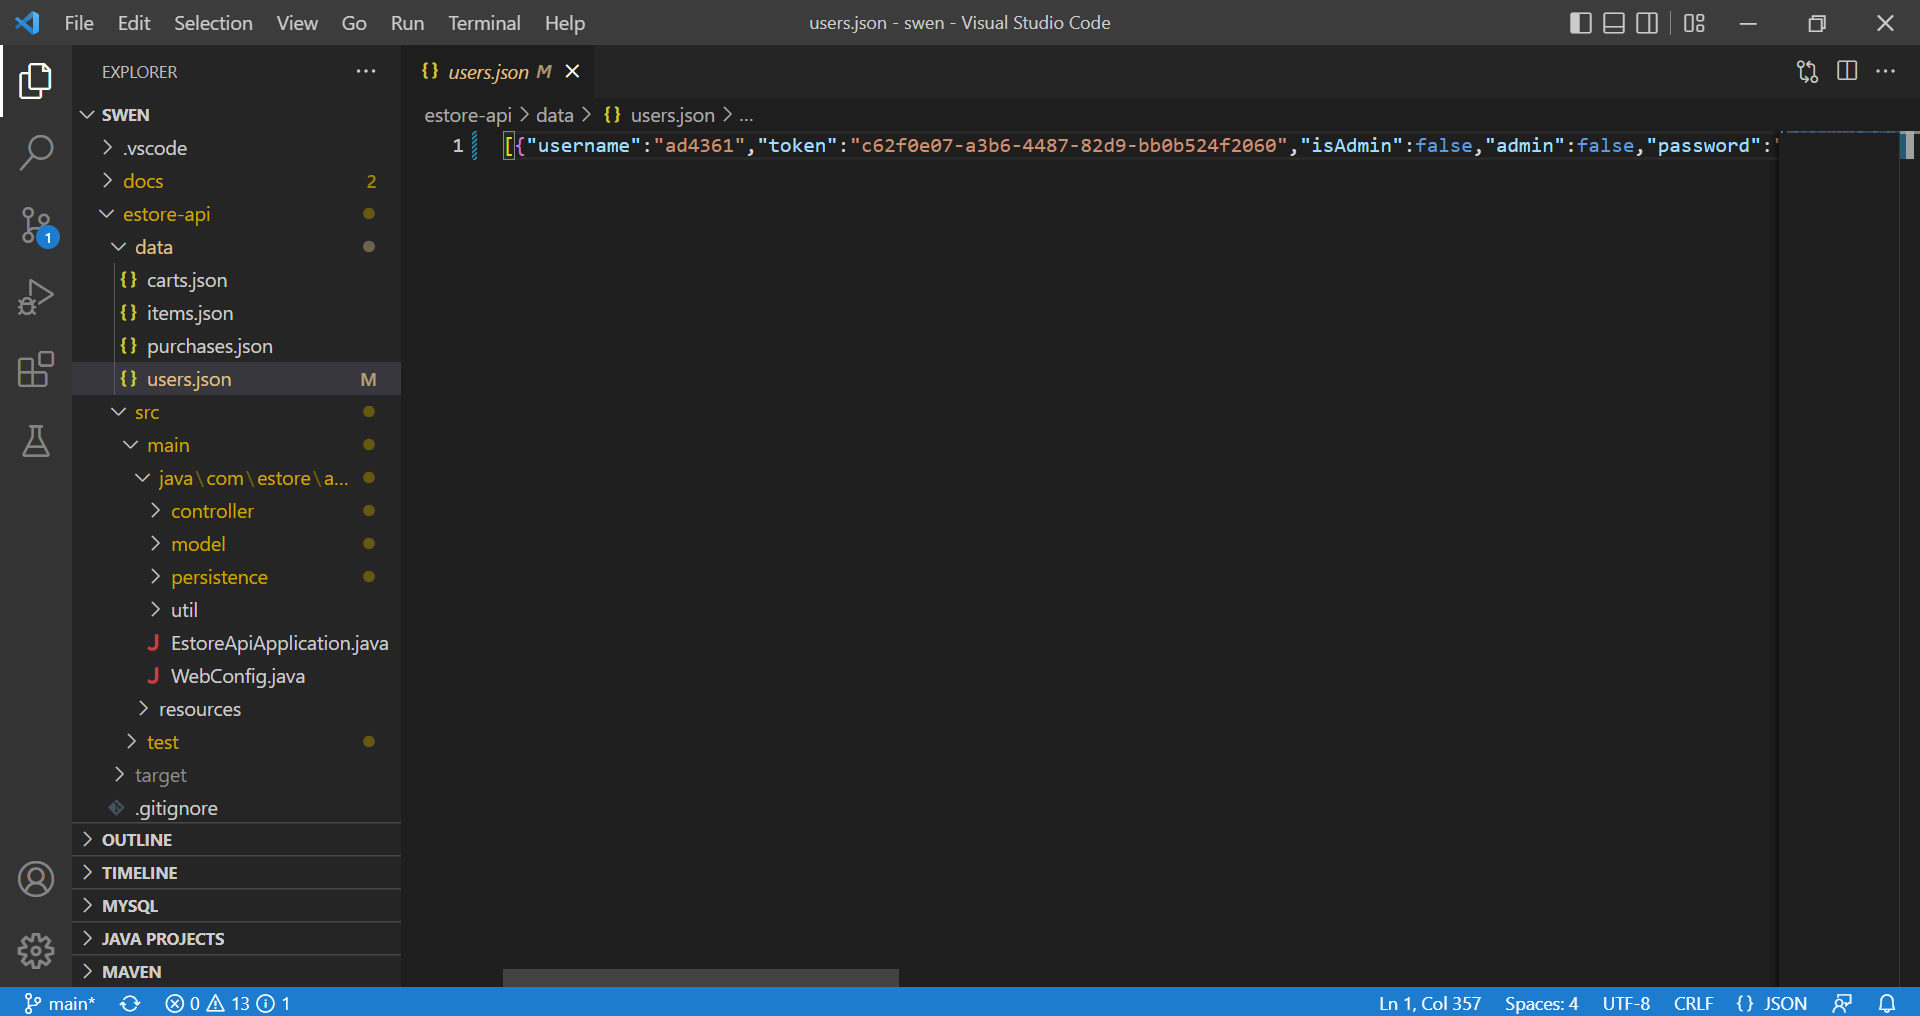 File Edit Selection View Go Run Terminal Help users.json - swen - Visual Studio Code
EXPLORER
SWEN
.vscode
docs 2
estore-api
data
carts.json
items.json
purchases.json
users.json M
src
main
java\com\estore\a...
controller
model
persistence
util
EstoreApiApplication.java
WebConfig.java
resources
test
target
.gitignore
OUTLINE
TIMELINE
MYSQL
JAVA PROJECTS
MAVEN
1
{} users.json M
estore-api > data > {} users.json > ...
1 [{"username":"ad4361","token":"c62f0e07-a3b6-4487-82d9-bb0b524f2060","isAdmin":false,"admin":false,"password":"
main* 0 13 1 Ln 1, Col 357 Spaces: 4 UTF-8 CRLF {} JSON